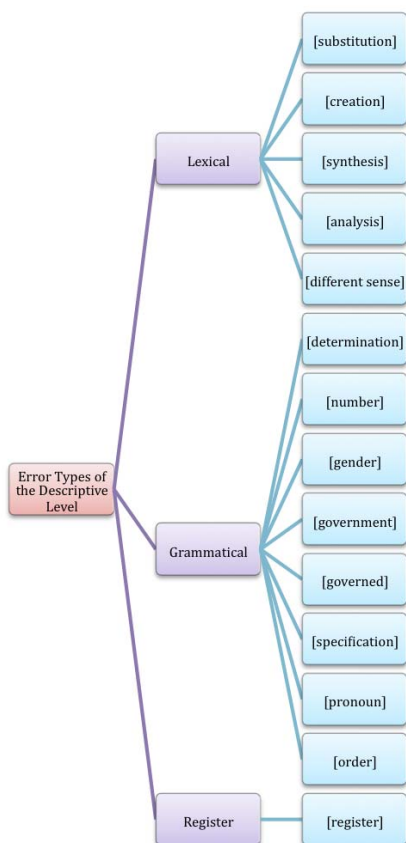 Error Types of
the Descriptive
Level
Lexical
[substitution]
[creation]
[synthesis]
[analysis]
[different sense]
Grammatical
[determination]
[number]
[gender]
[government]
[governed]
[specification]
[pronoun]
[order]
Register
[register]